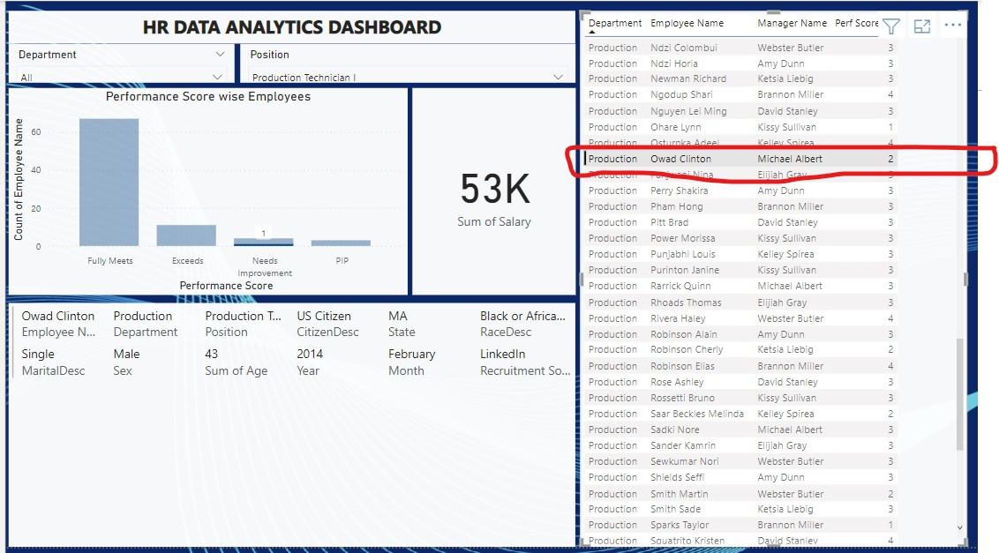 HR DATA ANALYTICS DASHBOARD
Department
All
Position
Production Technician I
Performance Score wise Employees
Count of Employee Name
60
40
20
0
1
Fully Meets
Exceeds
Needs Improvement
PIP
Performance Score
53K
Sum of Salary
Owad Clinton Production Production T... US Citizen MA Black or Africa...
Employee N... Department Position CitizenDesc State RaceDesc
Single Male 43 2014 February LinkedIn
MaritalDesc Sex Sum of Age Year Month Recruitment So...
Department Employee Name Manager Name Perf Score
Production Ndzi Colombui Webster Butler 3
Production Ndzi Horia Amy Dunn 3
Production Newman Richard Ketsia Liebig 3
Production Ngodup Shari Brannon Miller 4
Production Nguyen Lei Ming David Stanley 3
Production Ohare Lynn Kissy Sullivan 1
Production Osturnka Adeel Kelley Spirea 4
Production Owad Clinton Michael Albert 2
Production Nina Elijiah Gray
Production Perry Shakira Amy Dunn 3
Production Pham Hong Brannon Miller 3
Production Pitt Brad David Stanley 3
Production Power Morissa Kissy Sullivan 3
Production Punjabhi Louis Kelley Spirea 3
Production Purinton Janine Kissy Sullivan 3
Production Rarrick Quinn Michael Albert 3
Production Rhoads Thomas Elijiah Gray 3
Production Rivera Haley Webster Butler 4
Production Robinson Alain Amy Dunn 3
Production Robinson Cherly Ketsia Liebig 2
Production Robinson Elias Brannon Miller 4
Production Rose Ashley David Stanley 3
Production Rossetti Bruno Kissy Sullivan 3
Production Saar Beckles Melinda Kelley Spirea 2
Production Sadki Nore Michael Albert 3
Production Sander Kamrin Elijiah Gray 3
Production Sewkumar Nori Webster Butler 3
Production Shields Seffi Amy Dunn 3
Production Smith Martin Webster Butler 2
Production Smith Sade Ketsia Liebig 3
Production Sparks Taylor Brannon Miller 1
Production Squatrito Kristen David Stanley 4